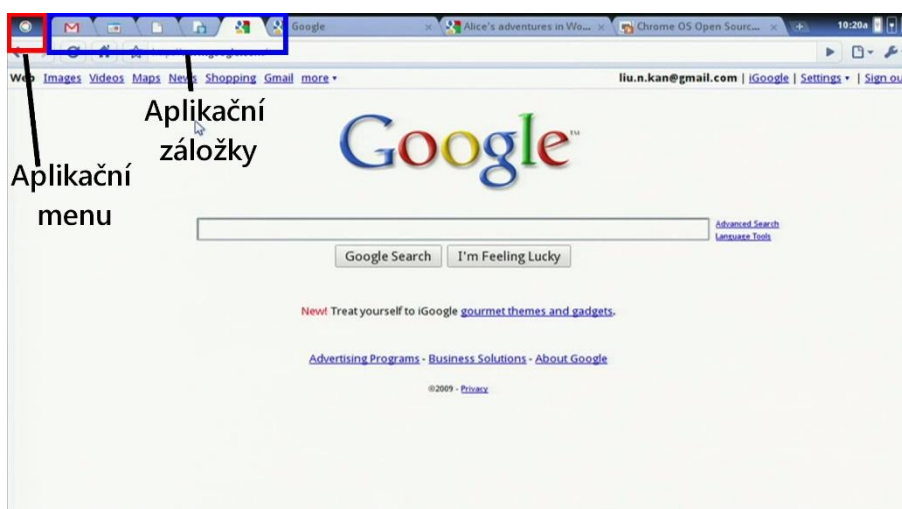 Google
Alice's adventures in Wo...
Chrome OS Open Sourc...
10:20a
Web Images Videos Maps News Shopping Gmail more
liu.n.kan@gmail.com | iGoogle | Settings | Sign ou
Aplikační
záložky
Aplikační
menu
Google™
Advanced Search
Language Tools
Google Search
I'm Feeling Lucky
New! Treat yourself to iGoogle gourmet themes and gadgets.
Advertising Programs - Business Solutions - About Google
©2009 - Privacy